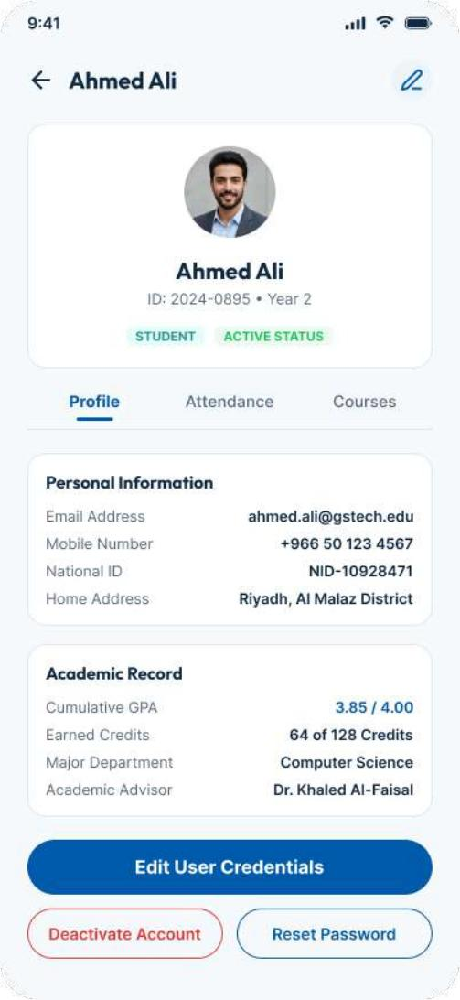 9:41
Ahmed Ali
Ahmed Ali
ID: 2024-0895 • Year 2
STUDENT ACTIVE STATUS
Profile Attendance Courses
Personal Information
Email Address ahmed.ali@gstech.edu
Mobile Number +966 50 123 4567
National ID NID-10928471
Home Address Riyadh, Al Malaz District
Academic Record
Cumulative GPA 3.85 / 4.00
Earned Credits 64 of 128 Credits
Major Department Computer Science
Academic Advisor Dr. Khaled Al-Faisal
Edit User Credentials
Deactivate Account Reset Password